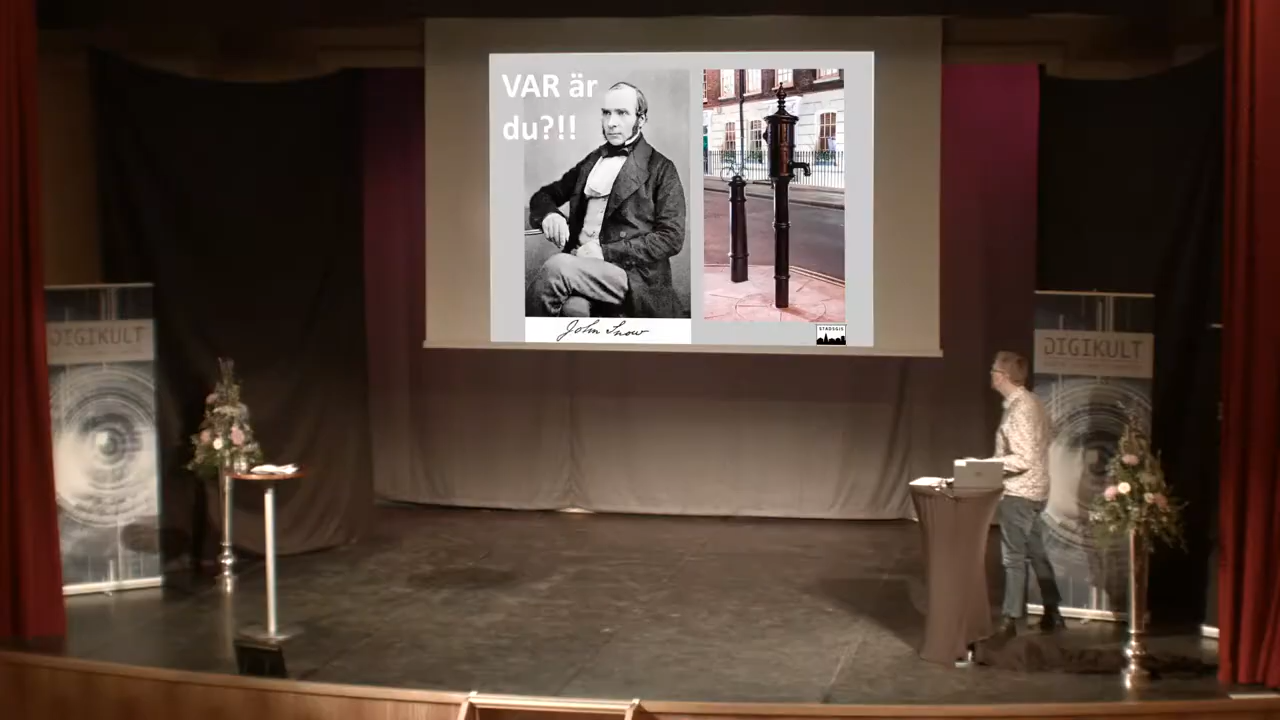 VAR är
du?!!
John Snow
STADSGIS
DIGIKULT
DIGIKULT